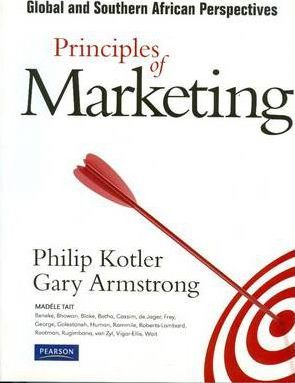 Global and Southern African Perspectives
Principles
of
Marketing
Philip Kotler
Gary Armstrong
MADÉLE TAIT
Beneke, Bhowan, Blake, Botha, Cassim, de Jager, Frey,
George, Golestaneh, Human, Rammile, Roberts-Lombard,
Rootman, Rugimbana, van Zyl, Vigar-Ellis, Wait
PEARSON